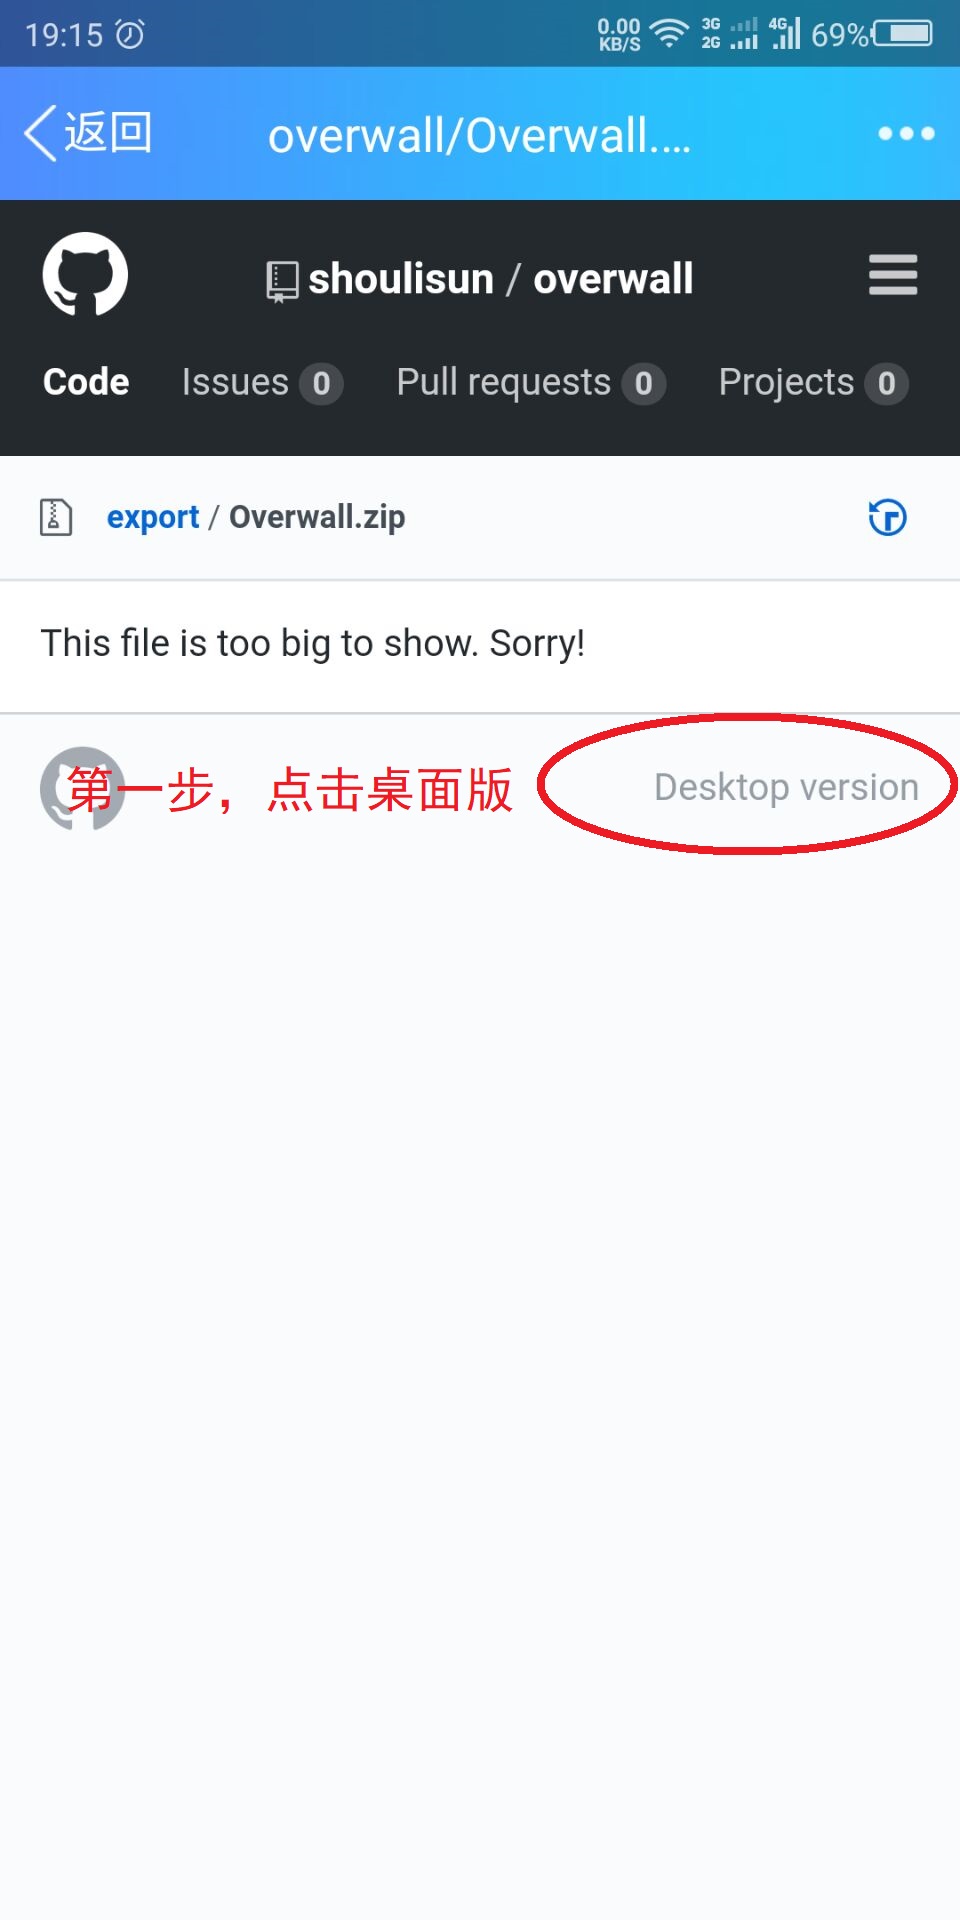 19:15
0.00 KB/S
3G
2G
4G
69%
返回
overwall/Overwall....
shoulisun / overwall
Code
Issues 0
Pull requests 0
Projects 0
export / Overwall.zip
This file is too big to show. Sorry!
第一步，点击桌面版
Desktop version